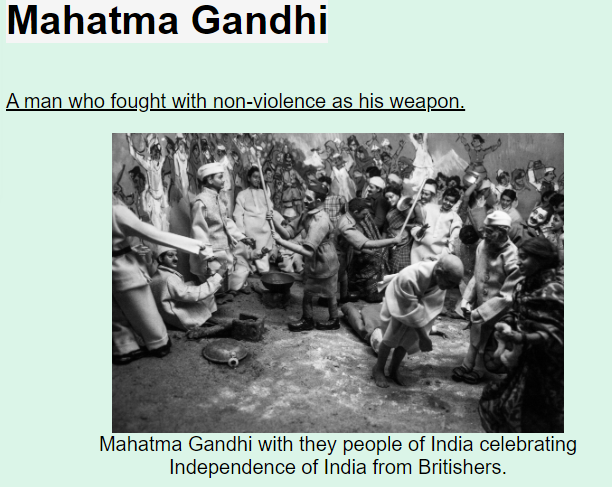 Mahatma Gandhi
A man who fought with non-violence as his weapon.
Mahatma Gandhi with they people of India celebrating
Independence of India from Britishers.